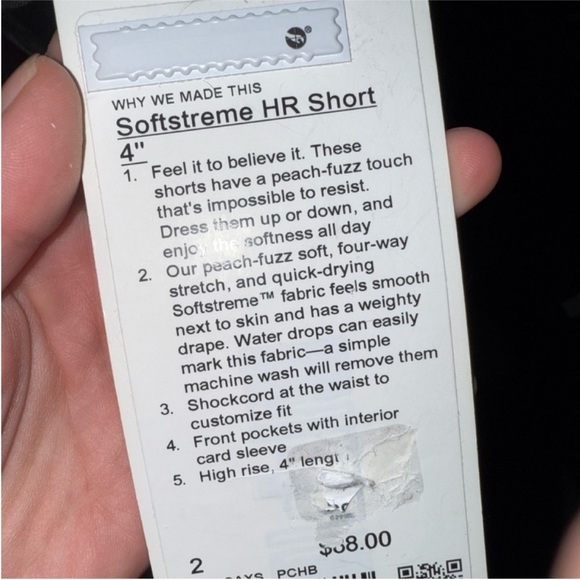 WHY WE MADE THIS
Softstreme HR Short
4"
1. Feel it to believe it. These
shorts have a peach-fuzz touch
that's impossible to resist.
Dress them up or down, and
enjoy the softness all day
2. Our peach-fuzz soft, four-way
stretch, and quick-drying
Softstreme™ fabric feels smooth
next to skin and has a weighty
drape. Water drops can easily
mark this fabric—a simple
machine wash will remove them
3. Shockcord at the waist to
customize fit
4. Front pockets with interior
card sleeve
5. High rise, 4" lengt
2
PCHB